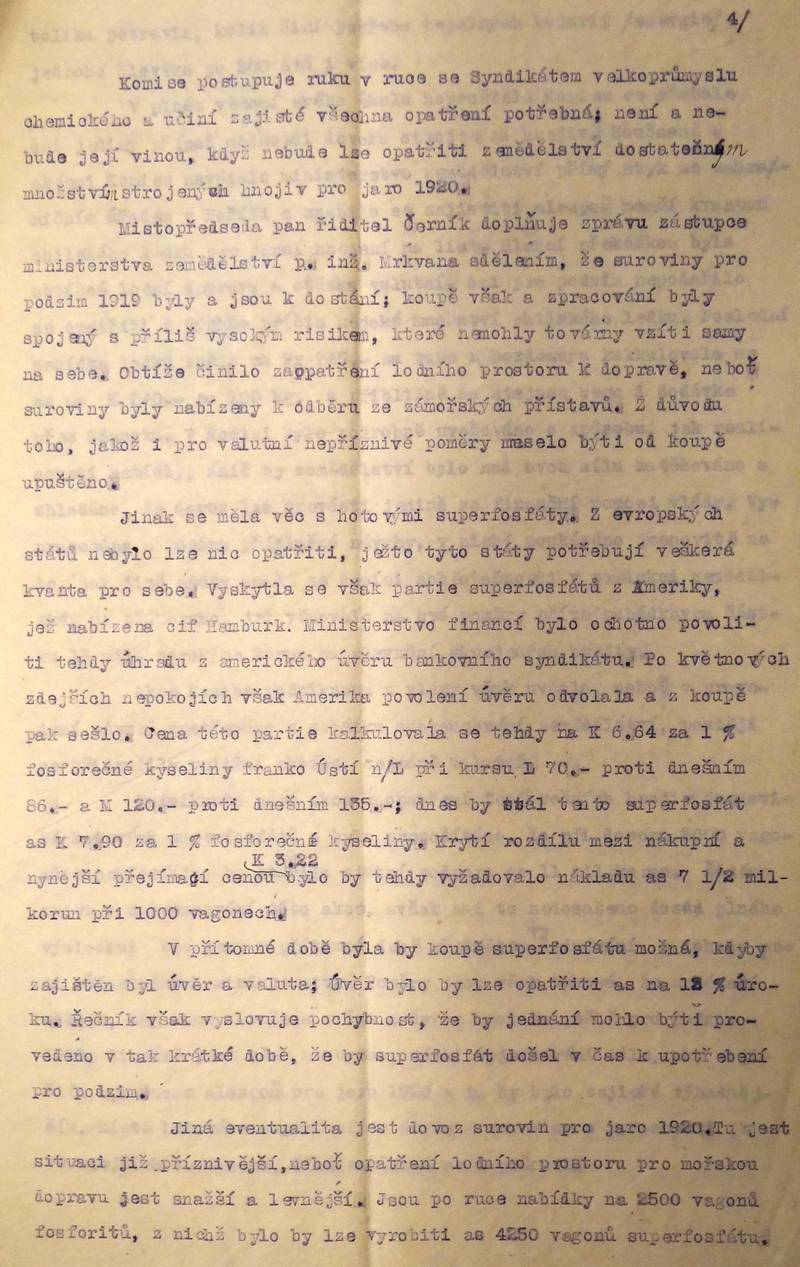 4/
Komise postupuje ruku v ruce se Syndikátem velkoprůmyslu
chemického a učiní zajisté všechna opatření potřebná; není a ne-
bude její vinou, když nebude lze opatřiti zemědělství dostatečným
množstvím strojených hnojiv pro jaro 1920.
Místopředseda pan řiditel Černík doplňuje zprávu zástupce
ministerstva zemědělství p. inž. Mrkvana sdělením, že suroviny pro
podzim 1919 byly a jsou k dostání; koupě však a zpracování byly
spojený s příliš vysokým risikem, které nemohly továrny vzíti samy
na sebe. Obtíže činilo zaopatření lodního prostoru k dopravě, neboť
suroviny byly nabízeny k odběru ze zámořských přístavů. Z důvodu
toho, jakož i pro valutní nepříznivé poměry muselo býti od koupě
upuštěno.
Jinak se měla věc s hotovými superfosfáty. Z evropských
států nebylo lze nic opatřiti, ježto tyto státy potřebují veškerá
kvanta pro sebe. Vyskytla se však partie superfosfátů z Ameriky,
jež nabízena cif Hamburk. Ministerstvo financí bylo ochotno povoli-
ti tehdy úhradu z amerického úvěru bankovního syndikátu. Po květnových
zdejších nepokojích však Amerika povolení úvěru odvolala a z koupě
pak sešlo. Cena této partie kalkulovala se tehdy na K 6.64 za 1 %
fosforečné kyseliny franko Ústí n/L při kursu L 70.- proti dnešním
86.- a M 120.- proti dnešním 135.-; dnes by stál tento superfosfát
as K 7.90 za 1 % fosforečné kyseliny. Krytí rozdílu mezi nákupní a
K 3.22
nynější přejímací cenou bylo by tehdy vyžadovalo nákladu as 7 1/2 mil-
korun při 1000 vagonech.
V přítomné době byla by koupě superfosfátu možná, kdyby
zajištěn byl úvěr a valuta; Úvěr bylo by lze opatřiti as na 12 % úro-
ku. Řečník však vyslovuje pochybnost, že by jednání mohlo býti pro-
vedeno v tak krátké době, že by superfosfát došel v čas k upotřebení
pro podzim.
Jiná eventualita jest dovoz surovin pro jaro 1920. Tu jest
situaci již příznivější, neboť opatření lodního prostoru pro mořskou
dopravu jest snažší a levnější. Jsou po ruce nabídky na 2500 vagonů
fosforitů, z nichž bylo by lze vyrobiti as 4250 vagonů superfosfátu.